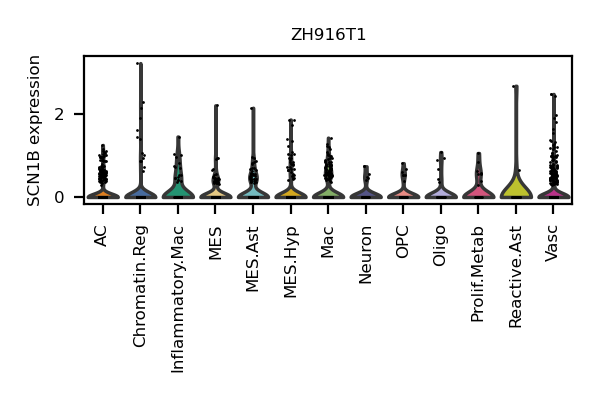 ZH916T1
SCN1B expression
2
0
AC
Chromatin.Reg
Inflammatory.Mac
MES
MES.Ast
MES.Hyp
Mac
Neuron
OPC
Oligo
Prolif.Metab
Reactive.Ast
Vasc